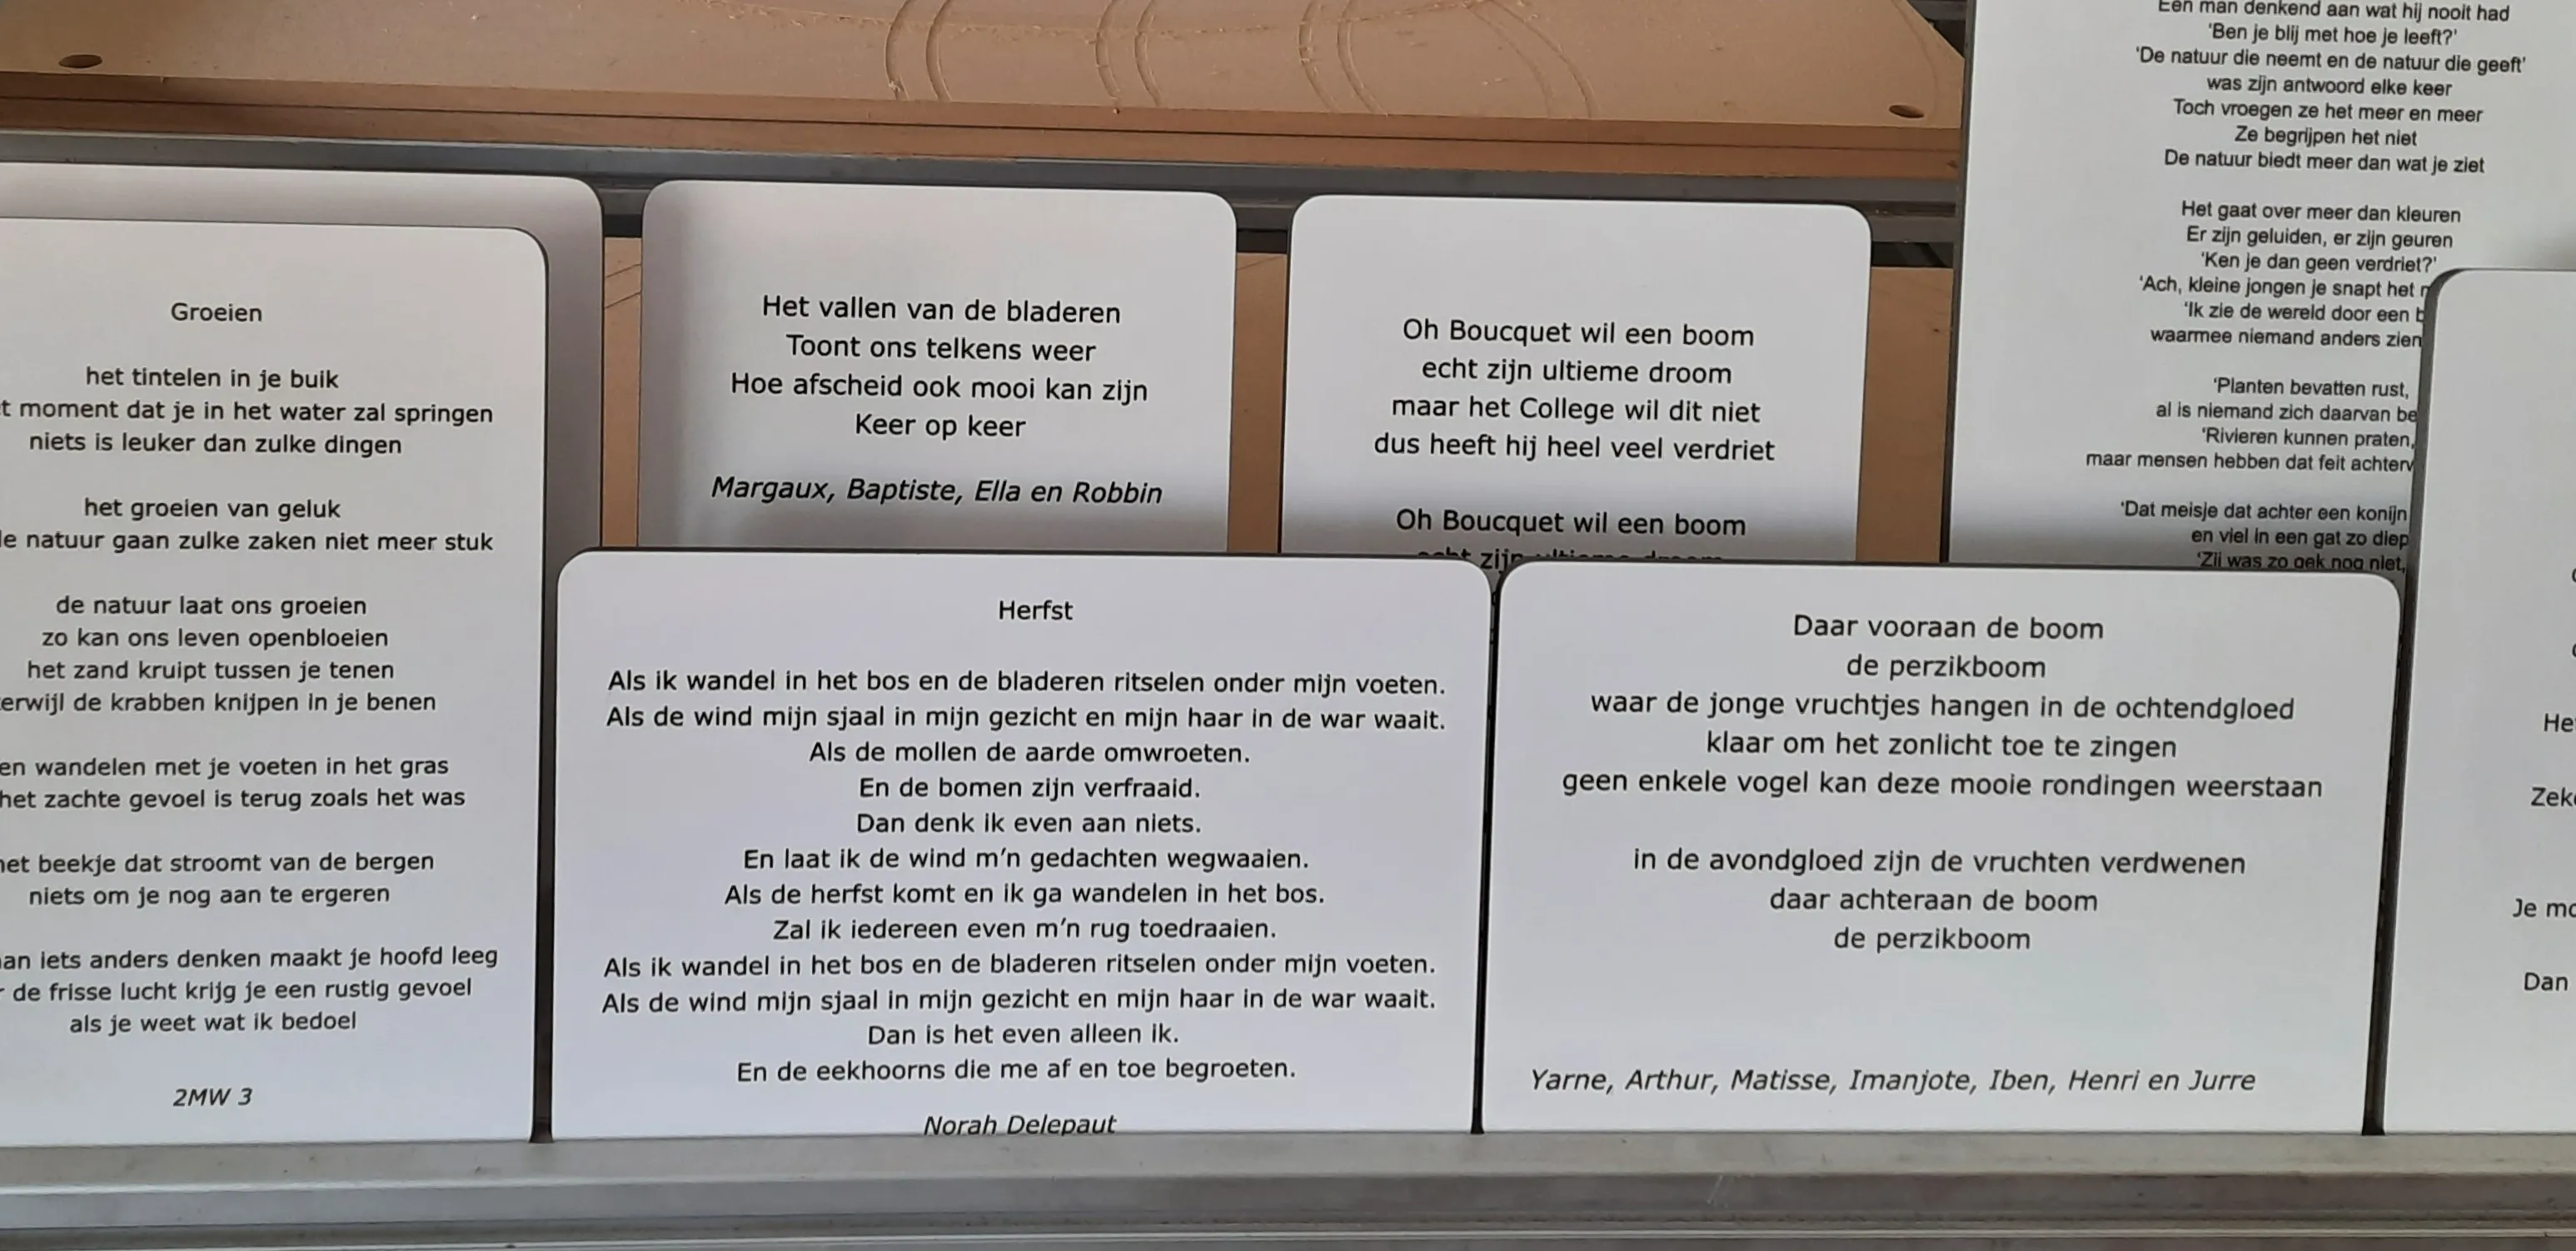 Groeien
het tintelen in je buik
moment dat je in het water zal springen
niets is leuker dan zulke dingen
het groeien van geluk
natuur gaan zulke zaken niet meer stuk
de natuur laat ons groeien
zo kan ons leven openbloeien
het zand kruipt tussen je tenen
de krabben knijpen in je benen
wandelen met je voeten in het gras
het zachte gevoel is terug zoals het was
beekje dat stroomt van de bergen
niets om je nog aan te ergeren
iets anders denken maakt je hoofd leeg
de frisse lucht krijg je een rustig gevoel
als je weet wat ik bedoel
2MW 3
Het vallen van de bladeren
Toont ons telkens weer
Hoe afscheid ook mooi kan zijn
Keer op keer
Margaux, Baptiste, Ella en Robbin
Oh Boucquet wil een boom
echt zijn ultieme droom
maar het College wil dit niet
dus heeft hij heel veel verdriet
Oh Boucquet wil een boom
Een man denkend aan wat hij nooit had
‘Ben je blij met hoe je leeft?’
‘De natuur die neemt en de natuur die geeft’
was zijn antwoord elke keer
Toch vroegen ze het meer en meer
Ze begrijpen het niet
De natuur biedt meer dan wat je ziet
Het gaat over meer dan kleuren
Er zijn geluiden, er zijn geuren
‘Ken je dan geen verdriet?’
‘Ach, kleine jongen je snapt het
‘Ik zie de wereld door een
waarmee niemand anders zien
‘Planten bevatten rust,
al is niemand zich daarvan
‘Rivieren kunnen praten,
maar mensen hebben dat feit
‘Dat meisje dat achter een konijn
en viel in een gat zo diep
‘Zij was zo gek nog niet,
Herfst
Als ik wandel in het bos en de bladeren ritselen onder mijn voeten.
Als de wind mijn sjaal in mijn gezicht en mijn haar in de war waait.
Als de mollen de aarde omwroeten.
En de bomen zijn verfraaid.
Dan denk ik even aan niets.
En laat ik de wind m’n gedachten wegwaaien.
Als de herfst komt en ik ga wandelen in het bos.
Zal ik iedereen even m’n rug toedraaien.
Als ik wandel in het bos en de bladeren ritselen onder mijn voeten.
Als de wind mijn sjaal in mijn gezicht en mijn haar in de war waait.
Dan is het even alleen ik.
En de eekhoorns die me af en toe begroeten.
Norah Delepaut
Daar vooraan de boom
de perzikboom
waar de jonge vruchtjes hangen in de ochtendgloed
klaar om het zonlicht toe te zingen
geen enkele vogel kan deze mooie rondingen weerstaan
in de avondgloed zijn de vruchten verdwenen
daar achteraan de boom
de perzikboom
Yarne, Arthur, Matisse, Imanjote, Iben, Henri en Jurre
Je
Dan